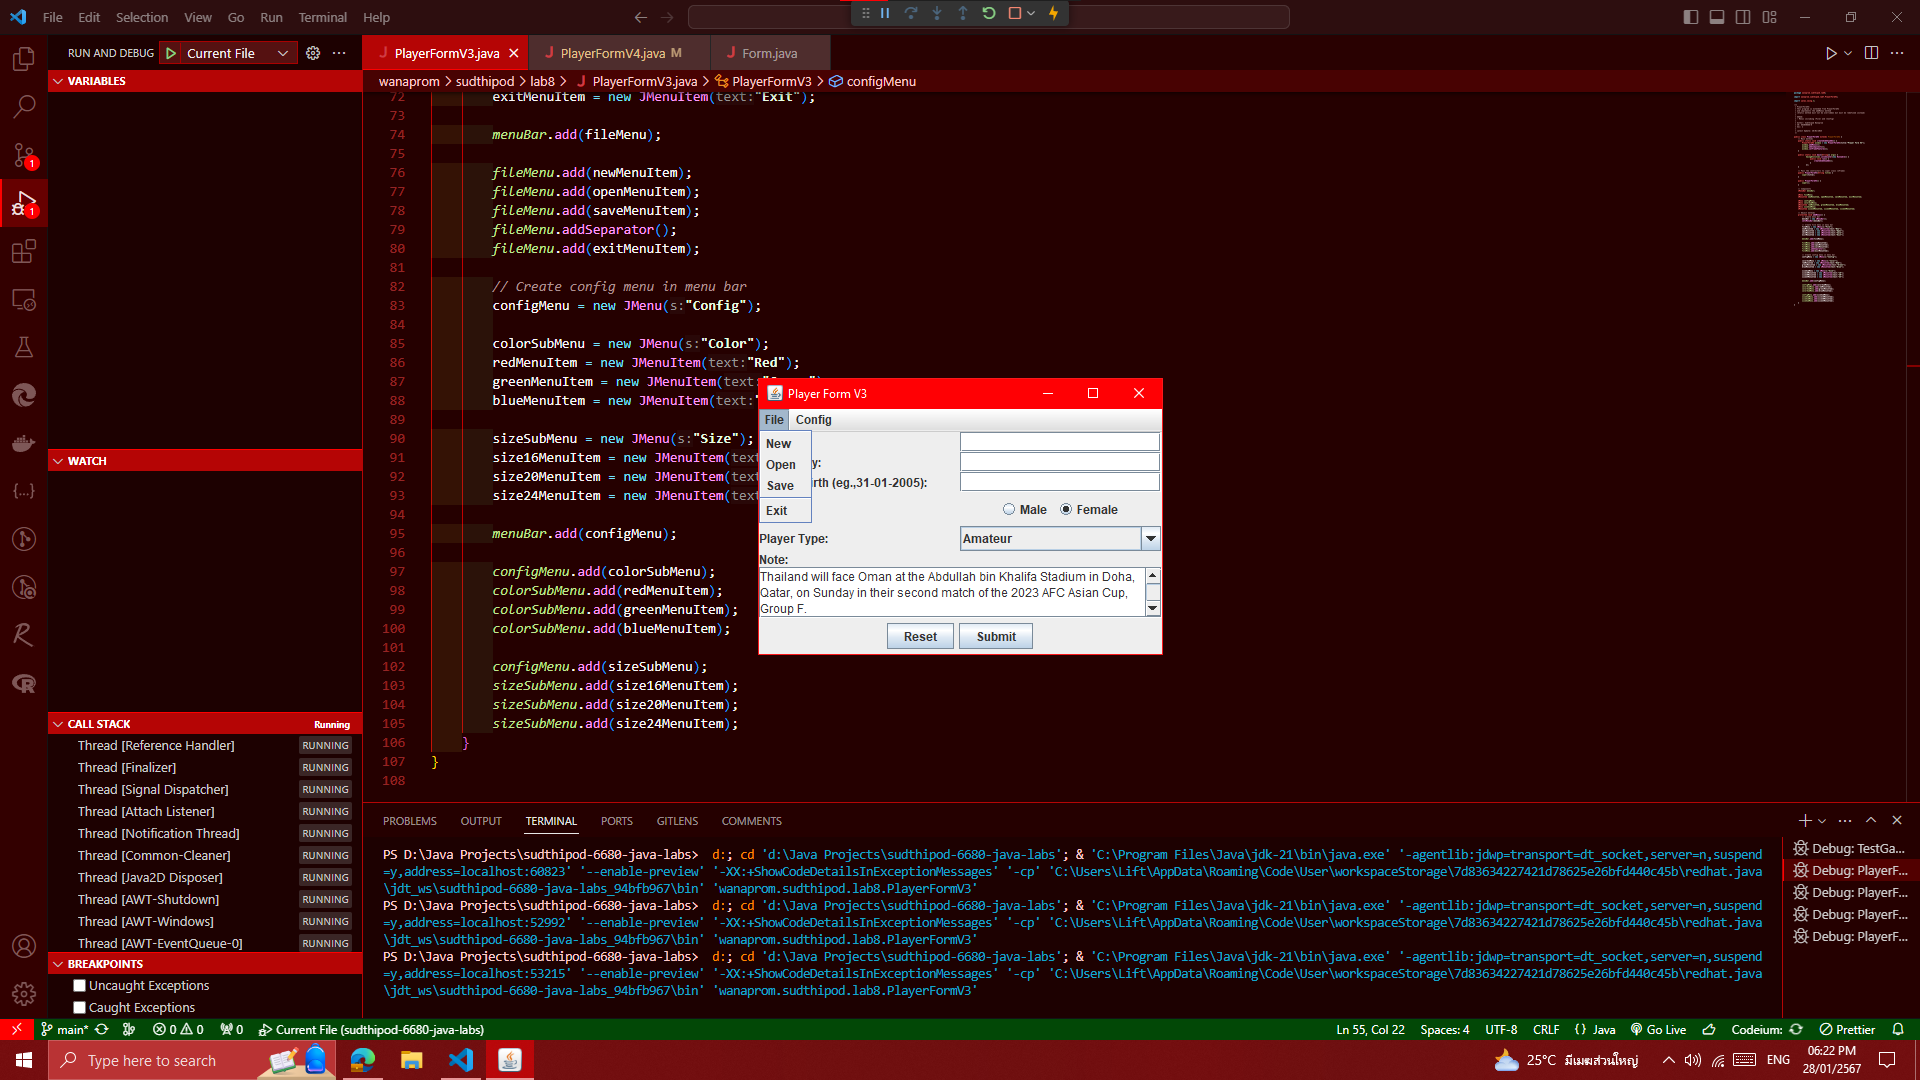 File Edit Selection View Go Run Terminal Help
RUN AND DEBUG Current File
PlayerFormV3.java
PlayerFormV4.java M
Form.java
wanaprom > sudthipod > lab8 > PlayerFormV3.java > PlayerFormV3 > configMenu
VARIABLES
72 exitMenuItem = new JMenuItem(text:"Exit");
73
74 menuBar.add(fileMenu);
75
76 fileMenu.add(newMenuItem);
77 fileMenu.add(openMenuItem);
78 fileMenu.add(saveMenuItem);
79 fileMenu.addSeparator();
80 fileMenu.add(exitMenuItem);
81
82 // Create config menu in menu bar
83 configMenu = new JMenu(s:"Config");
84
85 colorSubMenu = new JMenu(s:"Color");
86 redMenuItem = new JMenuItem(text:"Red");
87 greenMenuItem = new JMenuItem(text:
88 blueMenuItem = new JMenuItem(text:
89
90 sizeSubMenu = new JMenu(s:"Size");
91 size16MenuItem = new JMenuItem(text
92 size20MenuItem = new JMenuItem(text
93 size24MenuItem = new JMenuItem(text
94
95 menuBar.add(configMenu);
96
97 configMenu.add(colorSubMenu);
98 colorSubMenu.add(redMenuItem);
99 colorSubMenu.add(greenMenuItem);
100 colorSubMenu.add(blueMenuItem);
101
102 configMenu.add(sizeSubMenu);
103 sizeSubMenu.add(size16MenuItem);
104 sizeSubMenu.add(size20MenuItem);
105 sizeSubMenu.add(size24MenuItem);
106 }
107 }
108
Player Form V3
File Config
New
Open
Save
Exit
y:
rth (eg.,31-01-2005):
Male Female
Player Type: Amateur
Note:
Thailand will face Oman at the Abdullah bin Khalifa Stadium in Doha,
Qatar, on Sunday in their second match of the 2023 AFC Asian Cup,
Group F.
Reset Submit
WATCH
CALL STACK Running
Thread [Reference Handler] RUNNING
Thread [Finalizer] RUNNING
Thread [Signal Dispatcher] RUNNING
Thread [Attach Listener] RUNNING
Thread [Notification Thread] RUNNING
Thread [Common-Cleaner] RUNNING
Thread [Java2D Disposer] RUNNING
Thread [AWT-Shutdown] RUNNING
Thread [AWT-Windows] RUNNING
Thread [AWT-EventQueue-0] RUNNING
BREAKPOINTS
Uncaught Exceptions
Caught Exceptions
PROBLEMS OUTPUT TERMINAL PORTS GITLENS COMMENTS
PS D:\Java Projects\sudthipod-6680-java-labs> d:; cd 'd:\Java Projects\sudthipod-6680-java-labs'; & 'C:\Program Files\Java\jdk-21\bin\java.exe' '-agentlib:jdwp=transport=dt_socket,server=n,suspend
=y,address=localhost:60823' '--enable-preview' '-XX:+ShowCodeDetailsInExceptionMessages' '-cp' 'C:\Users\Lift\AppData\Roaming\Code\User\workspaceStorage\7d83634227421d78625e26bfd440c45b\redhat.java
\jdt_ws\sudthipod-6680-java-labs_94bfb967\bin' 'wanaprom.sudthipod.lab8.PlayerFormV3'
PS D:\Java Projects\sudthipod-6680-java-labs> d:; cd 'd:\Java Projects\sudthipod-6680-java-labs'; & 'C:\Program Files\Java\jdk-21\bin\java.exe' '-agentlib:jdwp=transport=dt_socket,server=n,suspend
=y,address=localhost:52992' '--enable-preview' '-XX:+ShowCodeDetailsInExceptionMessages' '-cp' 'C:\Users\Lift\AppData\Roaming\Code\User\workspaceStorage\7d83634227421d78625e26bfd440c45b\redhat.java
\jdt_ws\sudthipod-6680-java-labs_94bfb967\bin' 'wanaprom.sudthipod.lab8.PlayerFormV3'
PS D:\Java Projects\sudthipod-6680-java-labs> d:; cd 'd:\Java Projects\sudthipod-6680-java-labs'; & 'C:\Program Files\Java\jdk-21\bin\java.exe' '-agentlib:jdwp=transport=dt_socket,server=n,suspend
=y,address=localhost:53215' '--enable-preview' '-XX:+ShowCodeDetailsInExceptionMessages' '-cp' 'C:\Users\Lift\AppData\Roaming\Code\User\workspaceStorage\7d83634227421d78625e26bfd440c45b\redhat.java
\jdt_ws\sudthipod-6680-java-labs_94bfb967\bin' 'wanaprom.sudthipod.lab8.PlayerFormV3'
Debug: TestGa...
Debug: PlayerF...
Debug: PlayerF...
Debug: PlayerF...
Debug: PlayerF...
main* 0 0 0 Current File (sudthipod-6680-java-labs) Ln 55, Col 22 Spaces: 4 UTF-8 CRLF {} Java Go Live Codeium: Prettier
Type here to search
25°C มีเมฆส่วนใหญ่ ENG
06:22 PM
28/01/2567
1
1